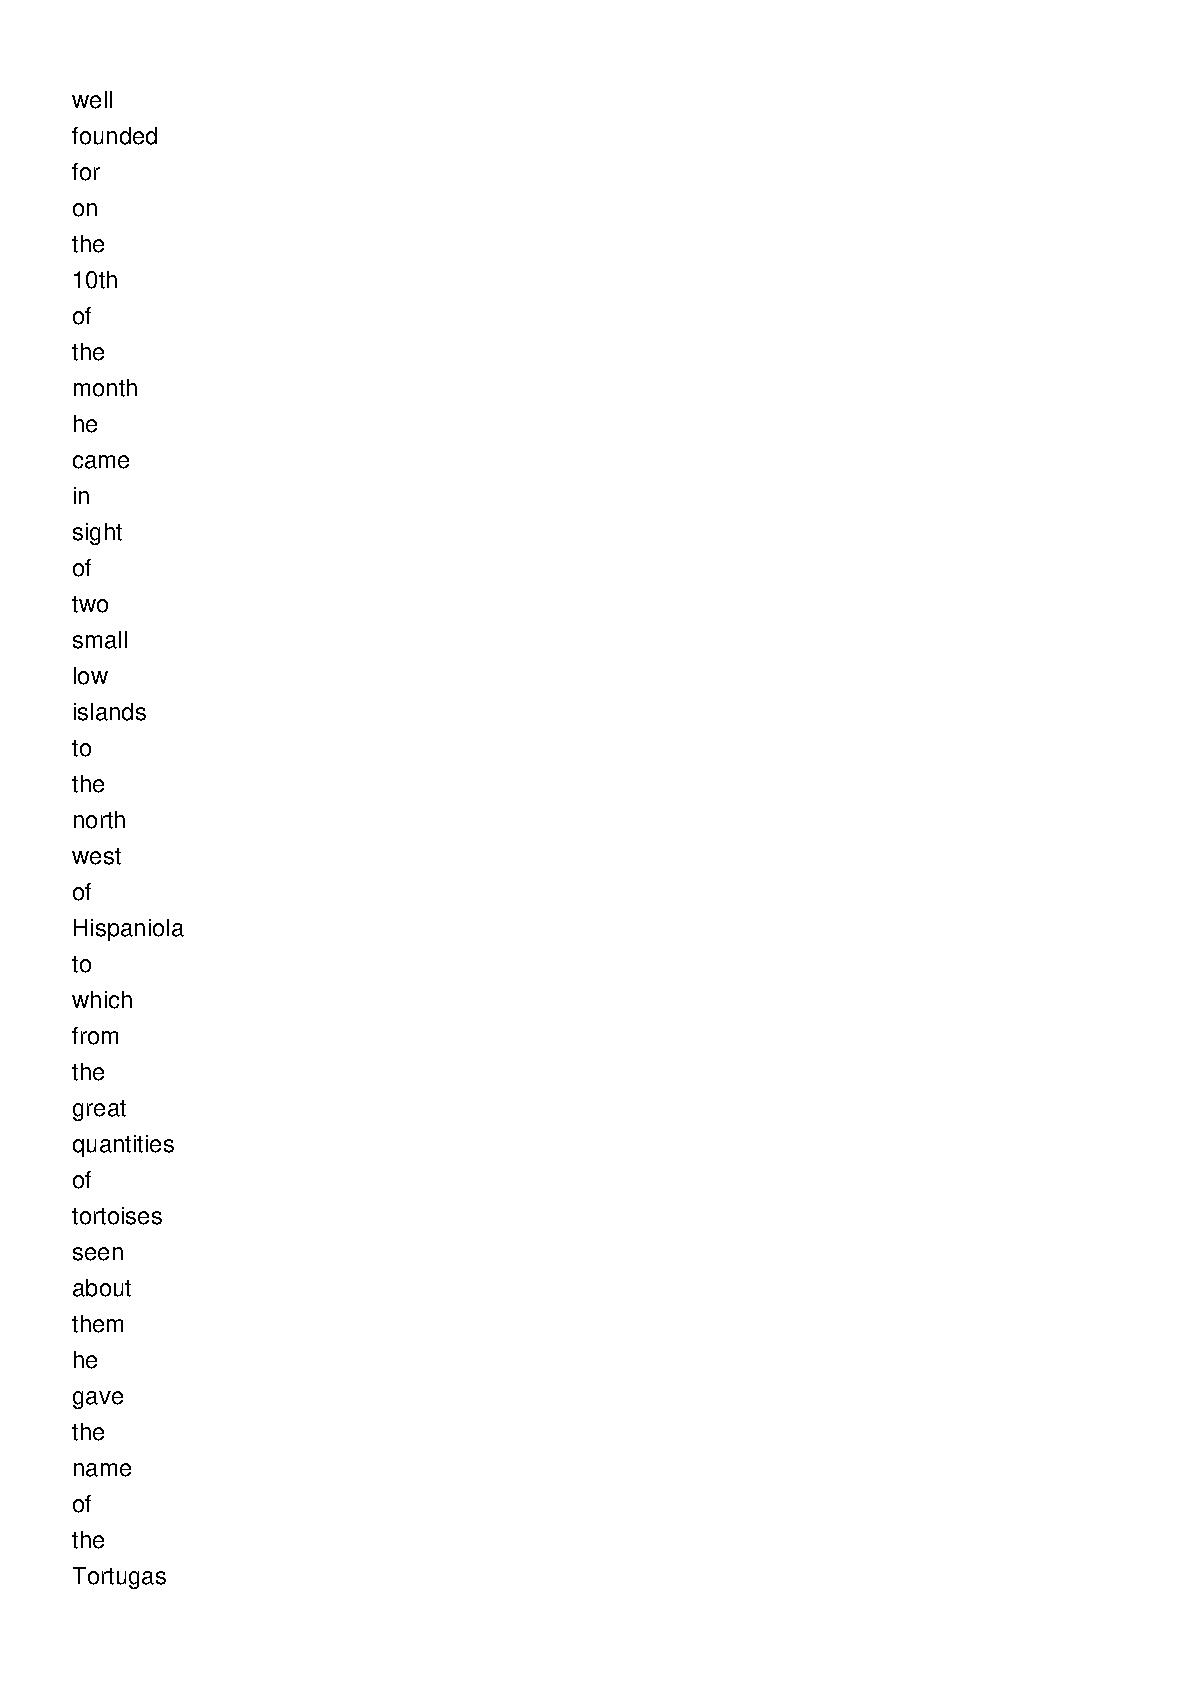 well
founded
for
on
the
10th
of
the
month
he
came
in
sight
of
two
small
low
islands
to
the
north
west
of
Hispaniola
to
which
from
the
great
quantities
of
tortoises
seen
about
them
he
gave
the
name
of
the
Tortugas